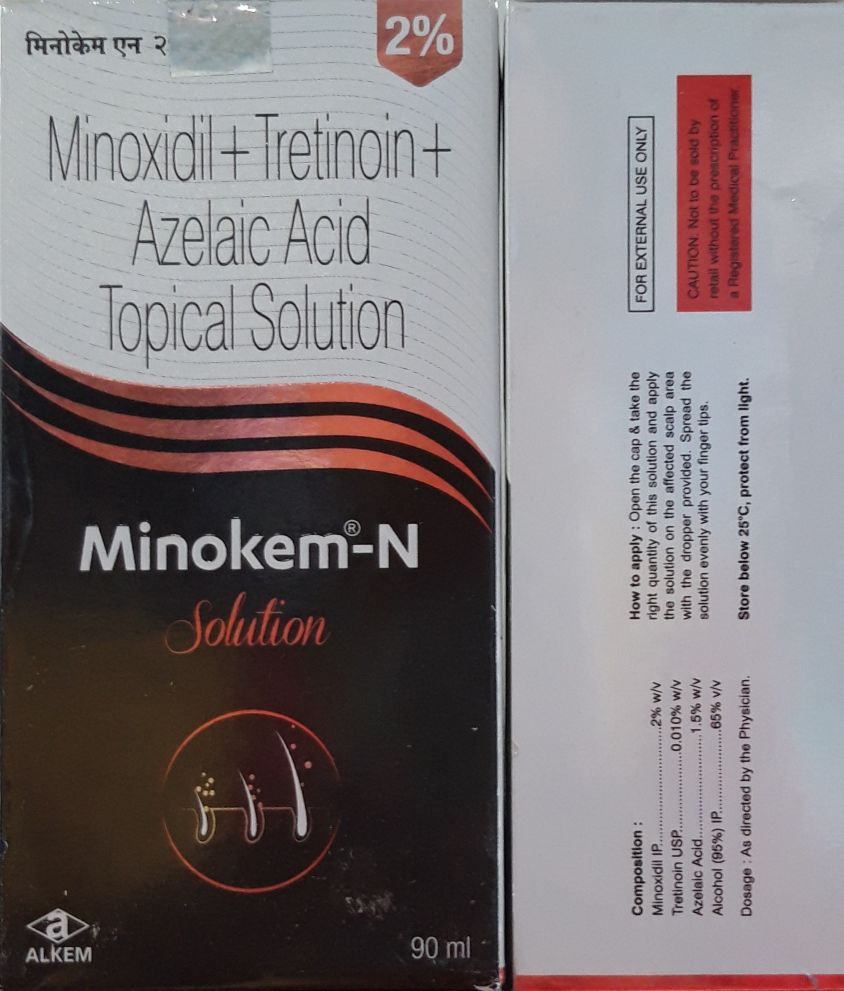 मिनोकेम एन २
2%
Minoxidil + Tretinoin +
Azelaic Acid
Topical Solution
Minokem®-N
Solution
a
ALKEM
90 ml
FOR EXTERNAL USE ONLY
CAUTION: Not to be sold by
retail without the prescription of
a Registered Medical Practitioner.
How to apply : Open the cap & take the
right quantity of this solution and apply
the solution on the affected scalp area
with the dropper provided. Spread the
solution evenly with your finger tips.
Store below 25°C, protect from light.
Composition :
Minoxidil IP..............................2% w/v
Tretinoin USP....................0.010% w/v
Azelaic Acid.........................1.5% w/v
Alcohol (95%) IP...................65% v/v
Dosage : As directed by the Physician.